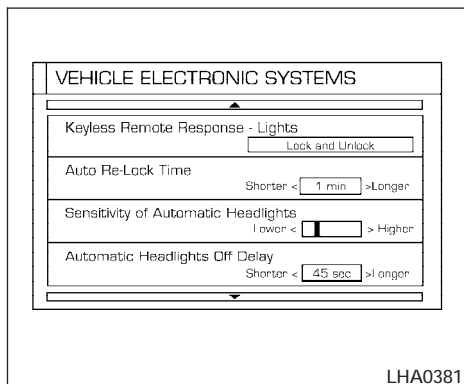 VEHICLE ELECTRONIC SYSTEMS
Keyless Remote Response - Lights
Lock and Unlock
Auto Re-Lock Time
Shorter < 1 min >Longer
Sensitivity of Automatic Headlights
Lower < > Higher
Automatic Headlights Off Delay
Shorter < 45 sec >Longer
LHA0381